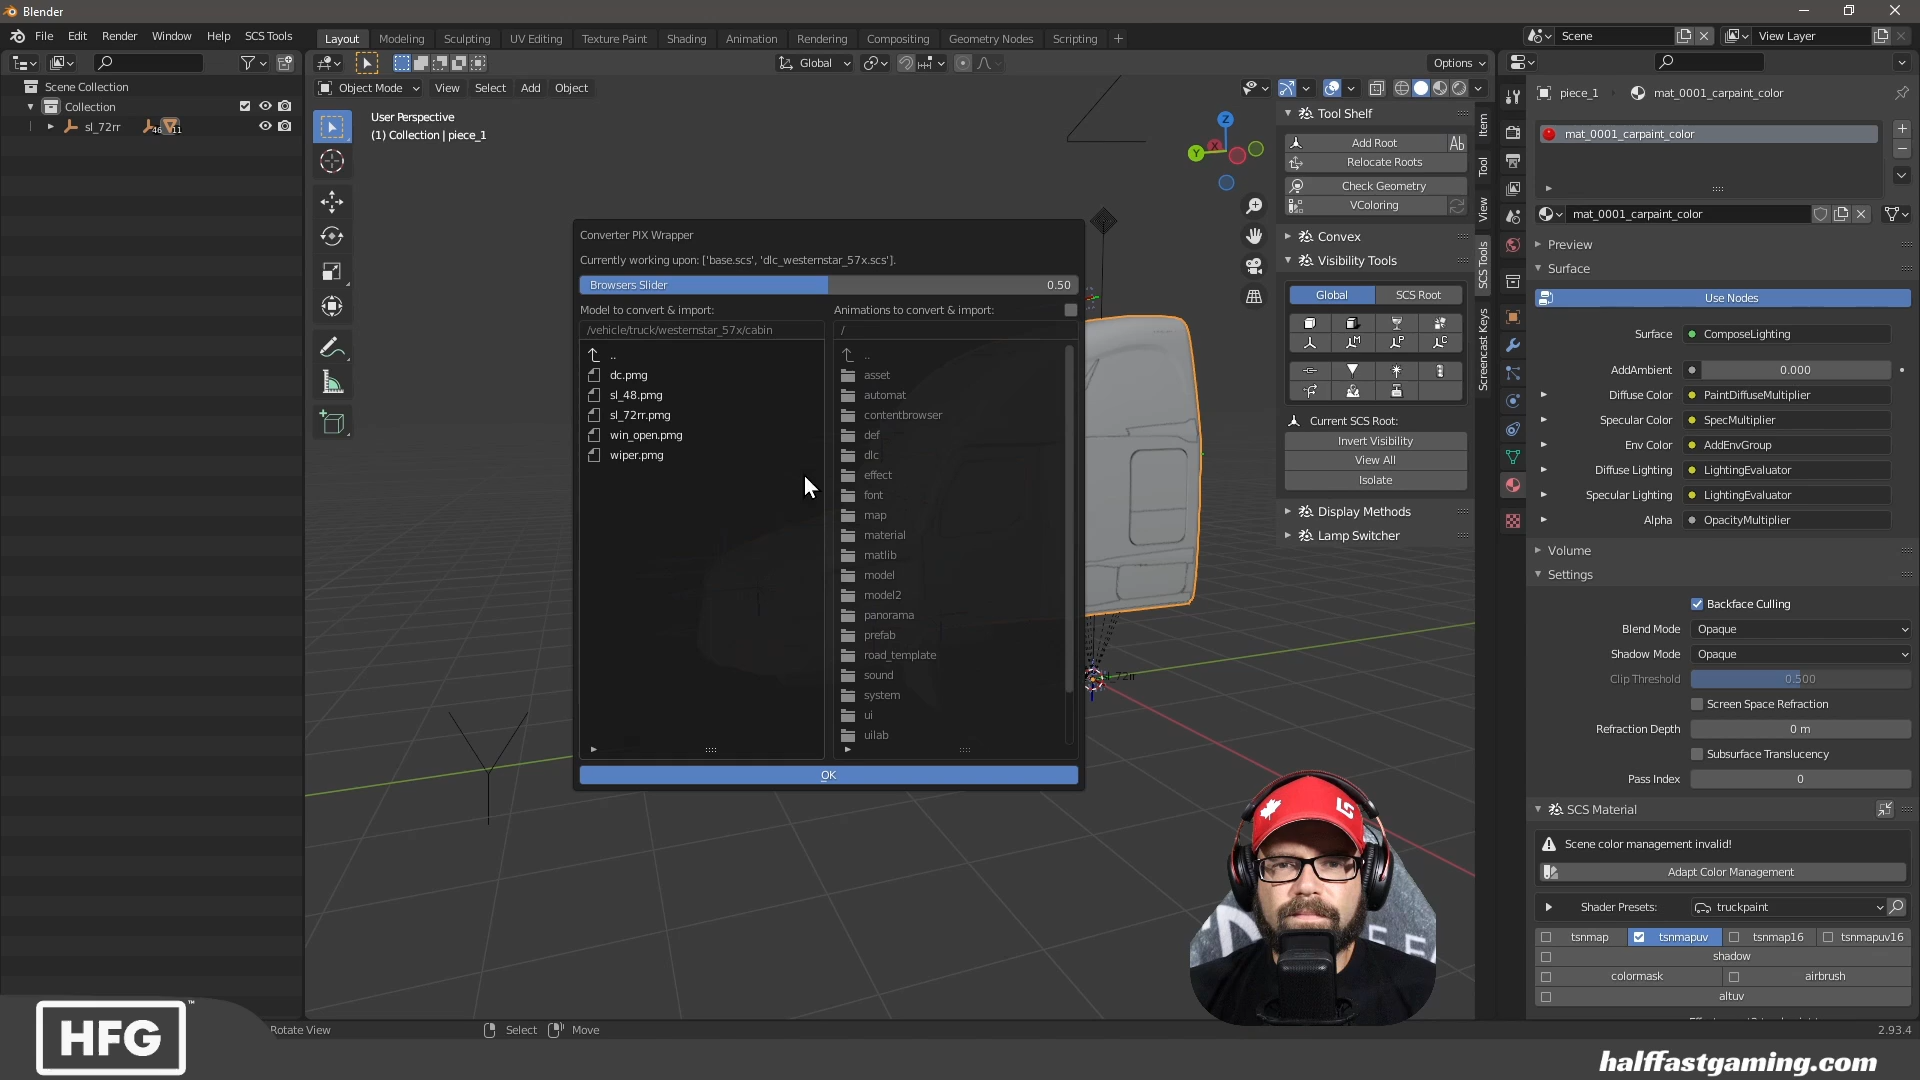 Blender
File Edit Render Window Help SCS Tools
Layout Modeling Sculpting UV Editing Texture Paint Shading Animation Rendering Compositing Geometry Nodes Scripting +
Scene
View Layer
Global
Options
Scene Collection
Collection
sl_72rr 46 11
Object Mode View Select Add Object
User Perspective
(1) Collection | piece_1
Z
Y
X
Converter PIX Wrapper
Currently working upon: ['base.scs', 'dlc_westernstar_57x.scs'].
Browsers Slider 0.50
Model to convert & import:
/vehicle/truck/westernstar_57x/cabin
..
dc.pmg
sl_48.pmg
sl_72rr.pmg
win_open.pmg
wiper.pmg
Animations to convert & import:
/
..
asset
automat
contentbrowser
def
dlc
effect
font
map
material
matlib
model
model2
panorama
prefab
road_template
sound
system
ui
uilab
OK
Tool Shelf
Add Root Ab
Relocate Roots
Check Geometry
VColoring
Convex
Visibility Tools
Global SCS Root
Current SCS Root:
Invert Visibility
View All
Isolate
Display Methods
Lamp Switcher
Item
Tool
View
SCS Tools
Screencast Keys
piece_1 mat_0001_carpaint_color
mat_0001_carpaint_color
mat_0001_carpaint_color
Preview
Surface
Use Nodes
Surface ComposeLighting
AddAmbient 0.000
Diffuse Color PaintDiffuseMultiplier
Specular Color SpecMultiplier
Env Color AddEnvGroup
Diffuse Lighting LightingEvaluator
Specular Lighting LightingEvaluator
Alpha OpacityMultiplier
Volume
Settings
Backface Culling
Blend Mode Opaque
Shadow Mode Opaque
Clip Threshold 0.500
Screen Space Refraction
Refraction Depth 0 m
Subsurface Translucency
Pass Index 0
SCS Material
Scene color management invalid!
Adapt Color Management
Shader Presets: truckpaint
tsnmap tsnmapuv tsnmap16 tsnmapuv16
shadow
colormask airbrush
altuv
HFG ™
Rotate View Select Move
2.93.4
halffastgaming.com